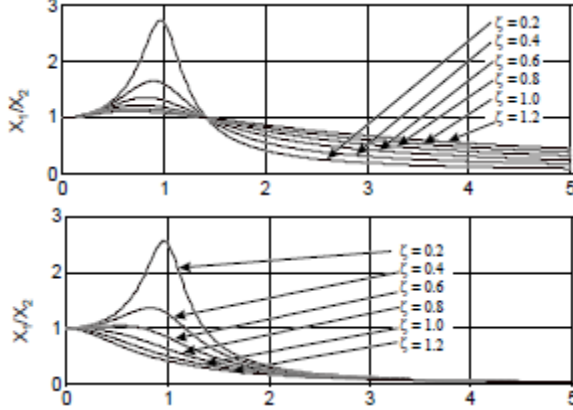 3
2
1
0
X₁/X₂
ζ = 0.2
ζ = 0.4
ζ = 0.6
ζ = 0.8
ζ = 1.0
ζ = 1.2
0 1 2 3 4 5
3
2
1
0
X₁/X₂
ζ = 0.2
ζ = 0.4
ζ = 0.6
ζ = 0.8
ζ = 1.0
ζ = 1.2
0 1 2 3 4 5